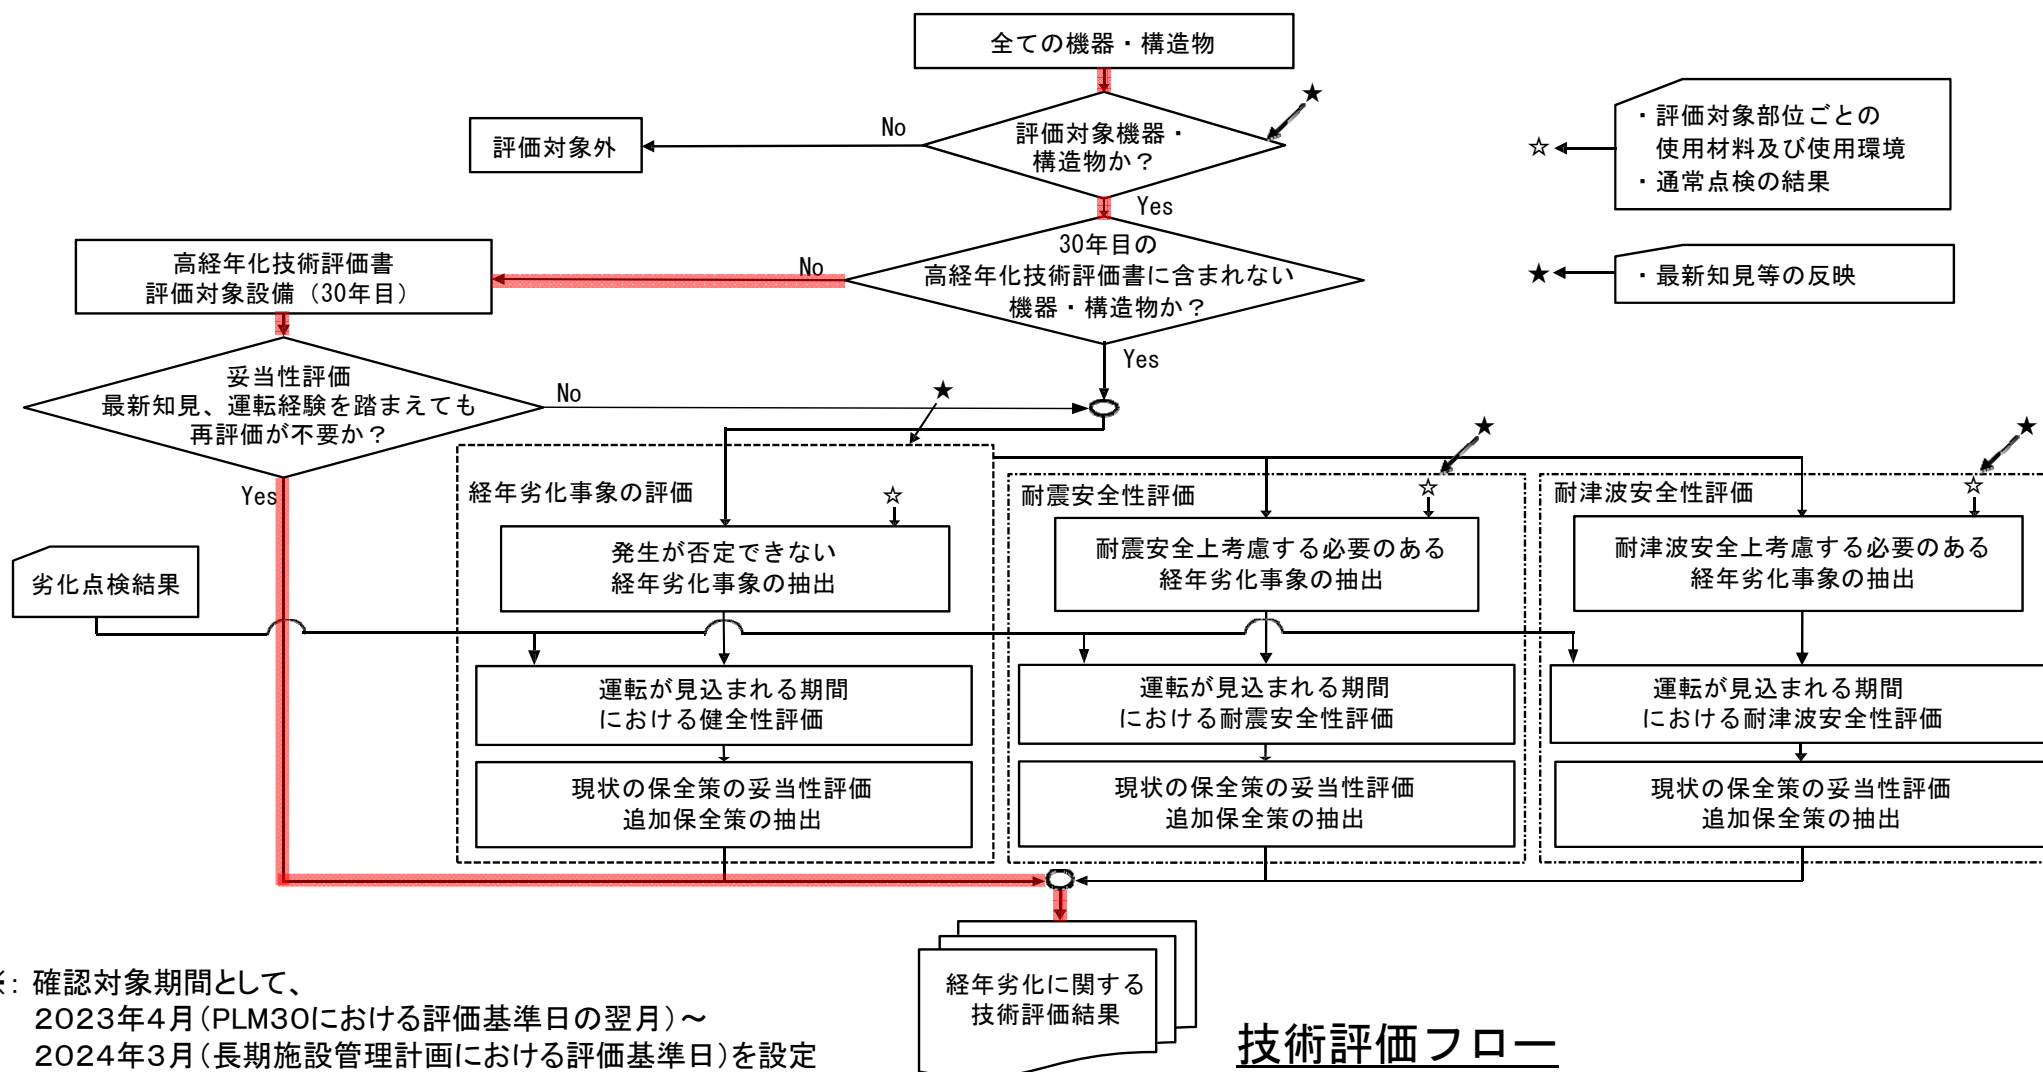 全ての機器・構造物
★
評価対象機器・
構造物か？
No
評価対象外
Yes
・評価対象部位ごとの
使用材料及び使用環境
・通常点検の結果
☆
・最新知見等の反映
★
30年目の
高経年化技術評価書に含まれない
機器・構造物か？
No
Yes
高経年化技術評価書
評価対象設備（30年目）
妥当性評価
最新知見、運転経験を踏まえても
再評価が不要か？
No
Yes
★
★
★
経年劣化事象の評価
☆
発生が否定できない
経年劣化事象の抽出
耐震安全性評価
☆
耐震安全上考慮する必要のある
経年劣化事象の抽出
耐津波安全性評価
☆
耐津波安全上考慮する必要のある
経年劣化事象の抽出
劣化点検結果
運転が見込まれる期間
における健全性評価
運転が見込まれる期間
における耐震安全性評価
運転が見込まれる期間
における耐津波安全性評価
現状の保全策の妥当性評価
追加保全策の抽出
現状の保全策の妥当性評価
追加保全策の抽出
現状の保全策の妥当性評価
追加保全策の抽出
経年劣化に関する
技術評価結果
※：確認対象期間として、
2023年4月（PLM30における評価基準日の翌月）～
2024年3月（長期施設管理計画における評価基準日）を設定
技術評価フロー